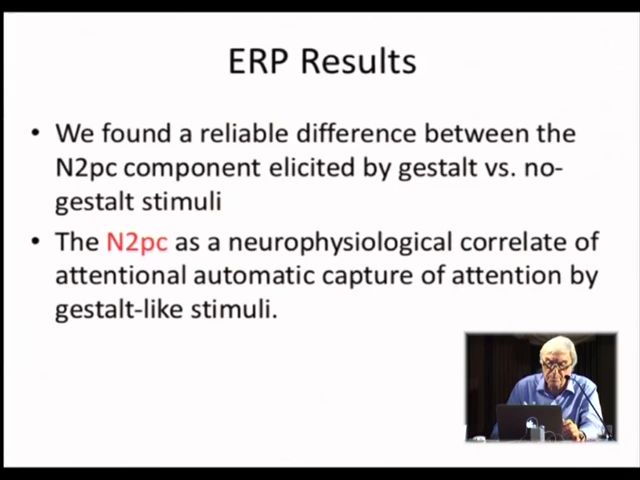 ERP Results
• We found a reliable difference between the
N2pc component elicited by gestalt vs. no-
gestalt stimuli
• The N2pc as a neurophysiological correlate of
attentional automatic capture of attention by
gestalt-like stimuli.